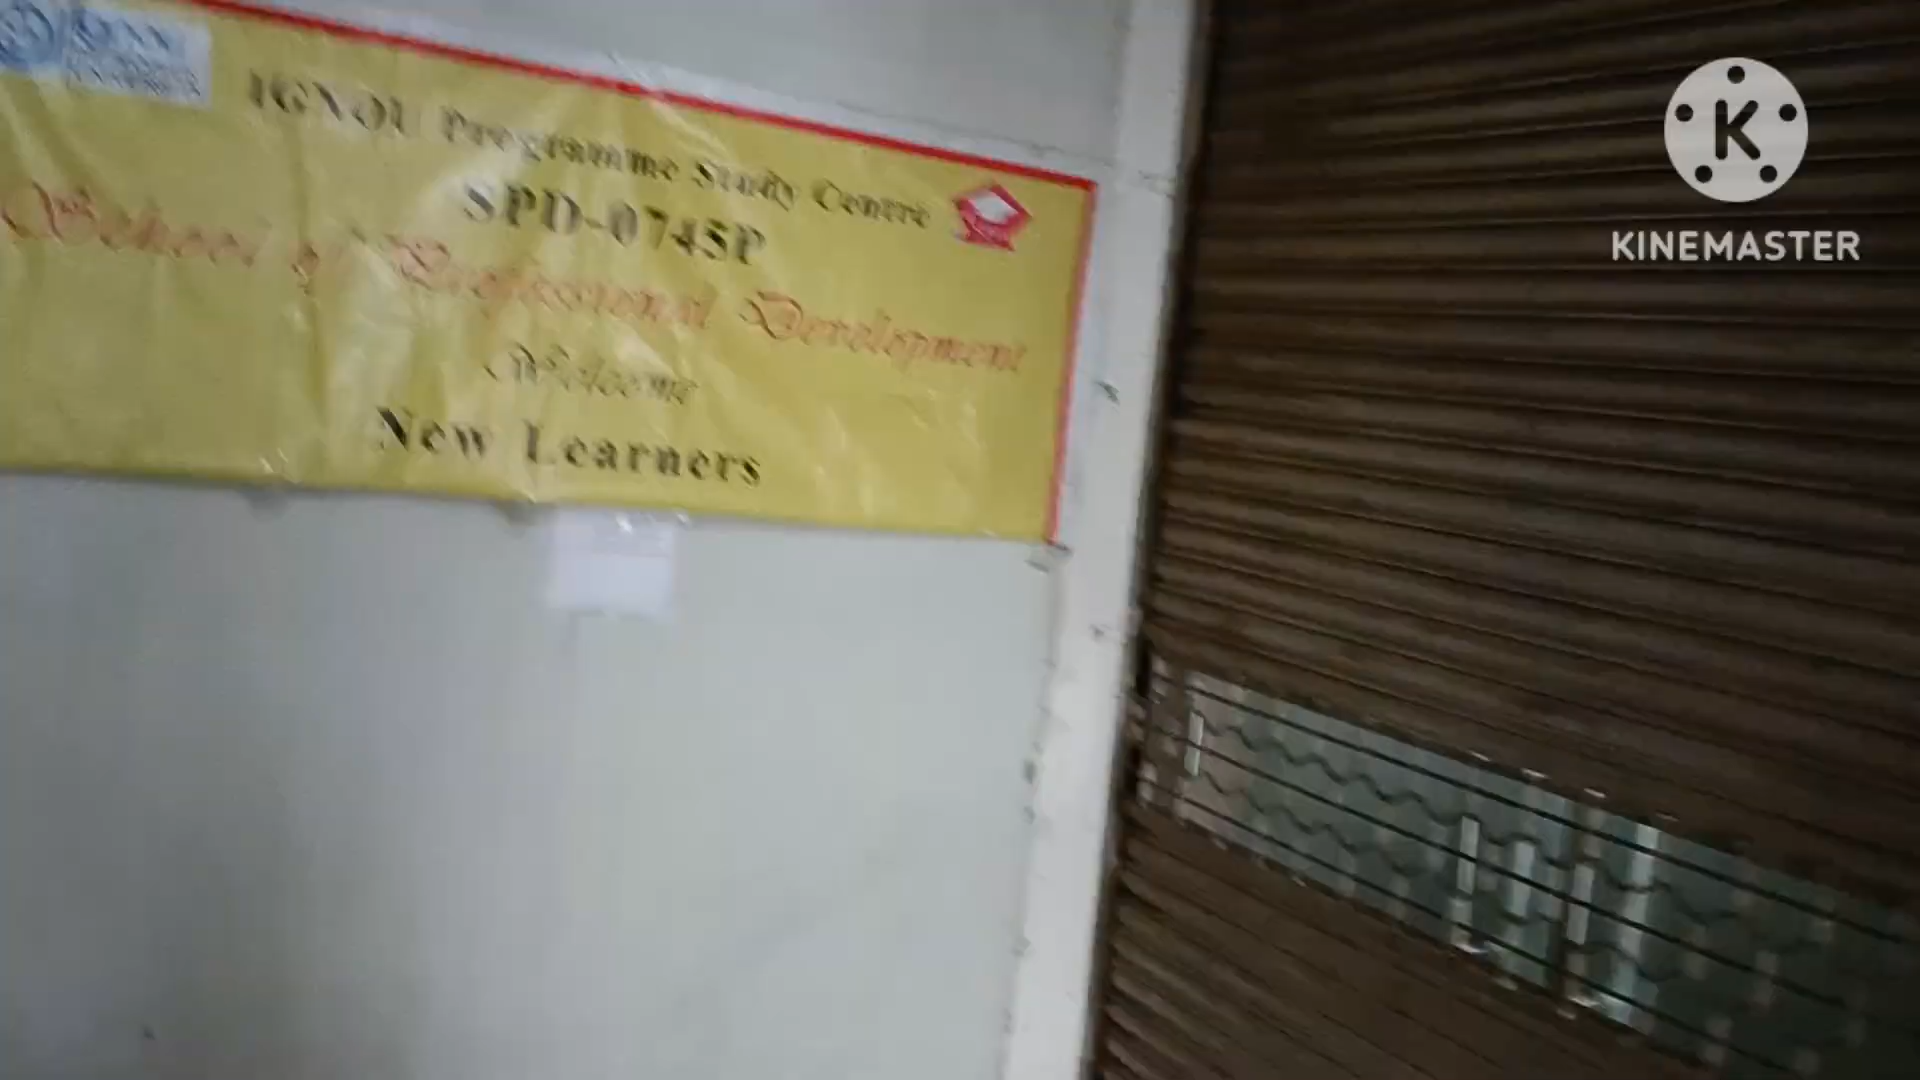 IGNOU Programme Study Centre
SPD-0745P
School of Professional Development
Welcome
New Learners
K
KINEMASTER